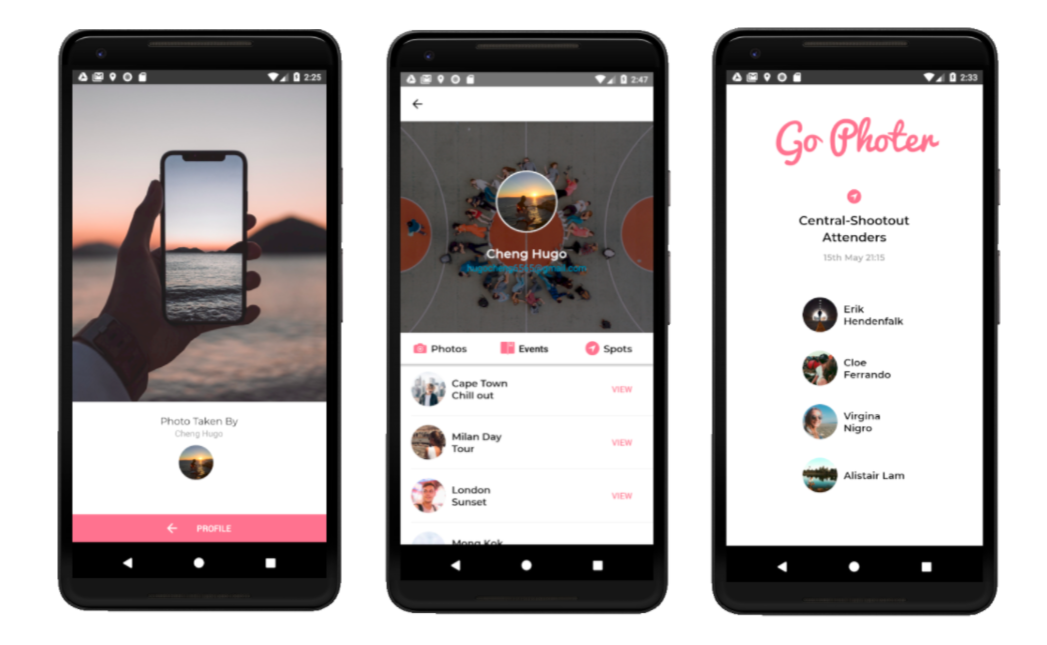 2:25
Photo Taken By
Cheng Hugo
PROFILE
2:47
Cheng Hugo
Photos
Events
Spots
Cape Town
Chill out
VIEW
Milan Day
Tour
VIEW
London
Sunset
VIEW
Mong Kok
2:33
Go Photer
Central-Shootout
Attenders
15th May 21:15
Erik
Hendenfalk
Cloe
Ferrando
Virgina
Nigro
Alistair Lam